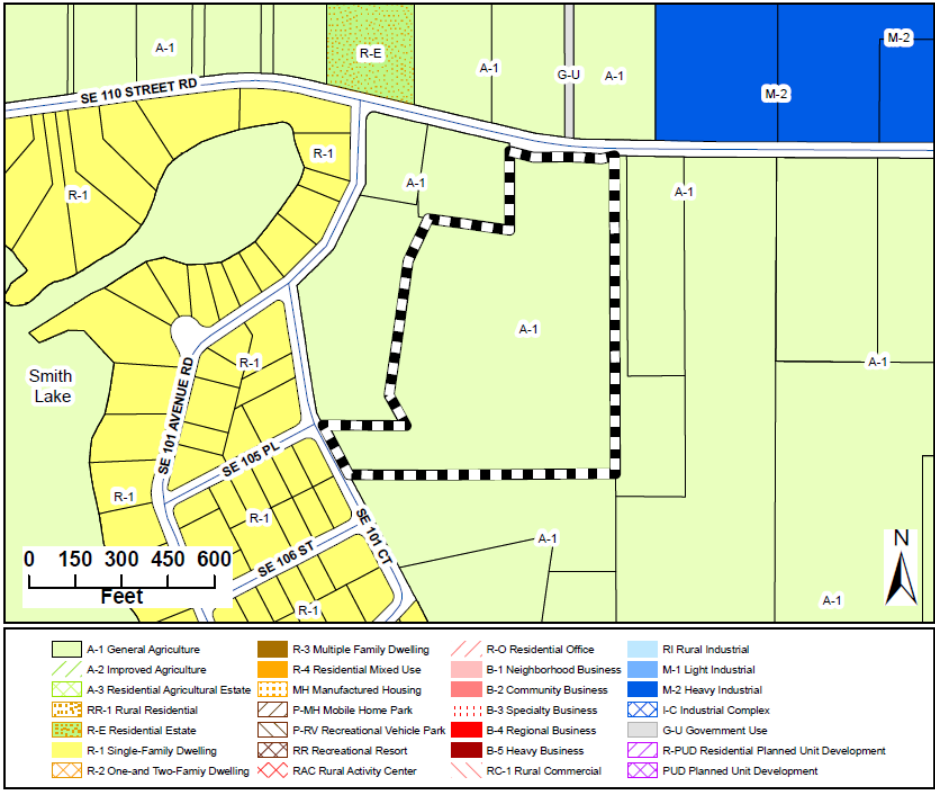 A-1
R-E
A-1
G-U
A-1
M-2
M-2
SE 110 STREET RD
R-1
R-1
A-1
A-1
A-1
A-1
Smith
Lake
R-1
SE 101 AVENUE RD
SE 105 PL
R-1
R-1
SE 101 CT
SE 106 ST
A-1
A-1
R-1
N
0 150 300 450 600
Feet
A-1 General Agriculture
A-2 Improved Agriculture
A-3 Residential Agricultural Estate
RR-1 Rural Residential
R-E Residential Estate
R-1 Single-Family Dwelling
R-2 One-and Two-Famiy Dwelling
R-3 Multiple Family Dwelling
R-4 Residential Mixed Use
MH Manufactured Housing
P-MH Mobile Home Park
P-RV Recreational Vehicle Park
RR Recreational Resort
RAC Rural Activity Center
R-O Residential Office
B-1 Neighborhood Business
B-2 Community Business
B-3 Specialty Business
B-4 Regional Business
B-5 Heavy Business
RC-1 Rural Commercial
RI Rural Industrial
M-1 Light Industrial
M-2 Heavy Industrial
I-C Industrial Complex
G-U Government Use
R-PUD Residential Planned Unit Development
PUD Planned Unit Development